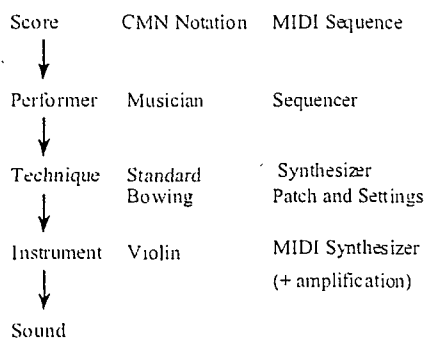 Score CMN Notation MIDI Sequence
Performer Musician Sequencer
Technique Standard Bowing Synthesizer Patch and Settings
Instrument Violin MIDI Synthesizer
(+ amplification)
Sound